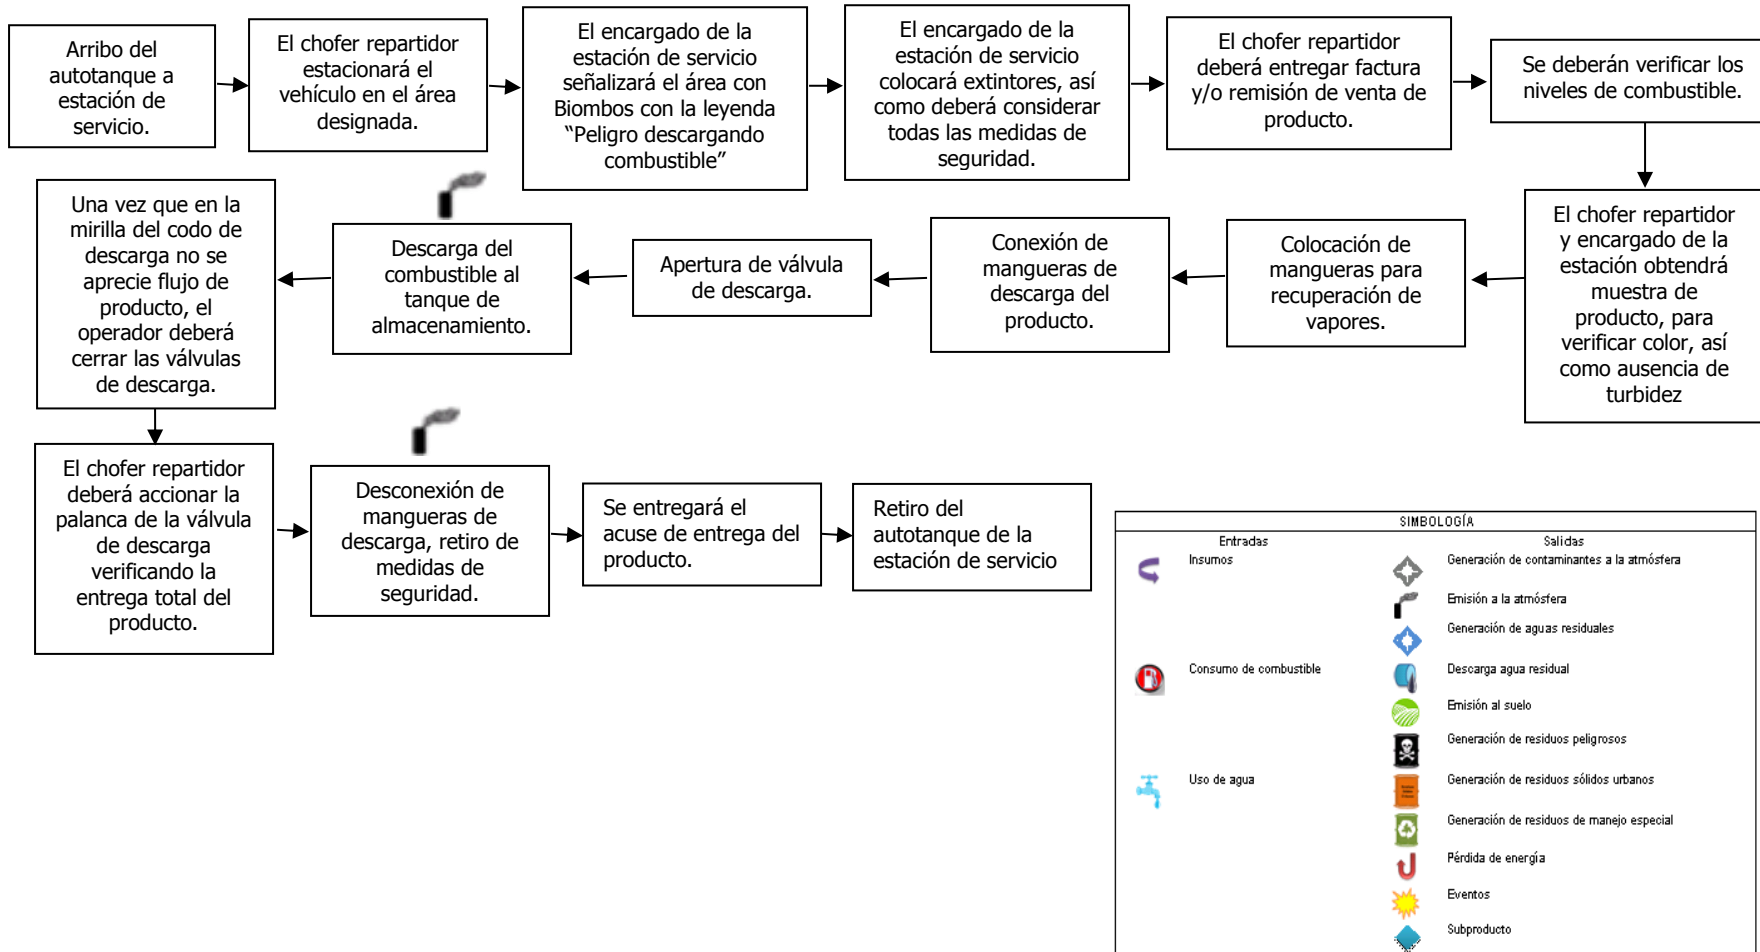 Arribo del
autotanque a
estación de
servicio.
El chofer repartidor
estacionará el
vehículo en el área
designada.
El encargado de la
estación de servicio
señalizará el área con
Biombos con la leyenda
“Peligro descargando
combustible”
El encargado de la
estación de servicio
colocará extintores, así
como deberá considerar
todas las medidas de
seguridad.
El chofer repartidor
deberá entregar factura
y/o remisión de venta de
producto.
Se deberán verificar los
niveles de combustible.
El chofer repartidor
y encargado de la
estación obtendrá
muestra de
producto, para
verificar color, así
como ausencia de
turbidez
Colocación de
mangueras para
recuperación de
vapores.
Conexión de
mangueras de
descarga del
producto.
Apertura de válvula
de descarga.
Descarga del
combustible al
tanque de
almacenamiento.
Una vez que en la
mirilla del codo de
descarga no se
aprecie flujo de
producto, el
operador deberá
cerrar las válvulas
de descarga.
El chofer repartidor
deberá accionar la
palanca de la válvula
de descarga
verificando la
entrega total del
producto.
Desconexión de
mangueras de
descarga, retiro de
medidas de
seguridad.
Se entregará el
acuse de entrega del
producto.
Retiro del
autotanque de la
estación de servicio
SIMBOLOGÍA
Entradas
Salidas
Insumos
Generación de contaminantes a la atmósfera
Emisión a la atmósfera
Generación de aguas residuales
Consumo de combustible
Descarga agua residual
Emisión al suelo
Generación de residuos peligrosos
Uso de agua
Generación de residuos sólidos urbanos
Generación de residuos de manejo especial
Pérdida de energía
Eventos
Subproducto